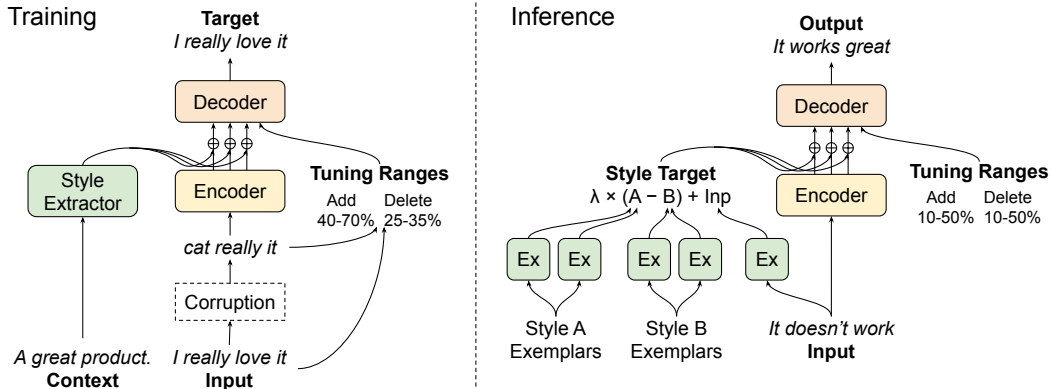 Training
Target
I really love it
Decoder
Style
Extractor
Encoder
Tuning Ranges
Add Delete
40-70% 25-35%
cat really it
Corruption
A great product.
Context
I really love it
Input
Inference
Output
It works great
Decoder
Style Target
λ × (A – B) + Inp
Encoder
Tuning Ranges
Add Delete
10-50% 10-50%
Ex Ex Ex Ex Ex
Style A
Exemplars
Style B
Exemplars
It doesn't work
Input